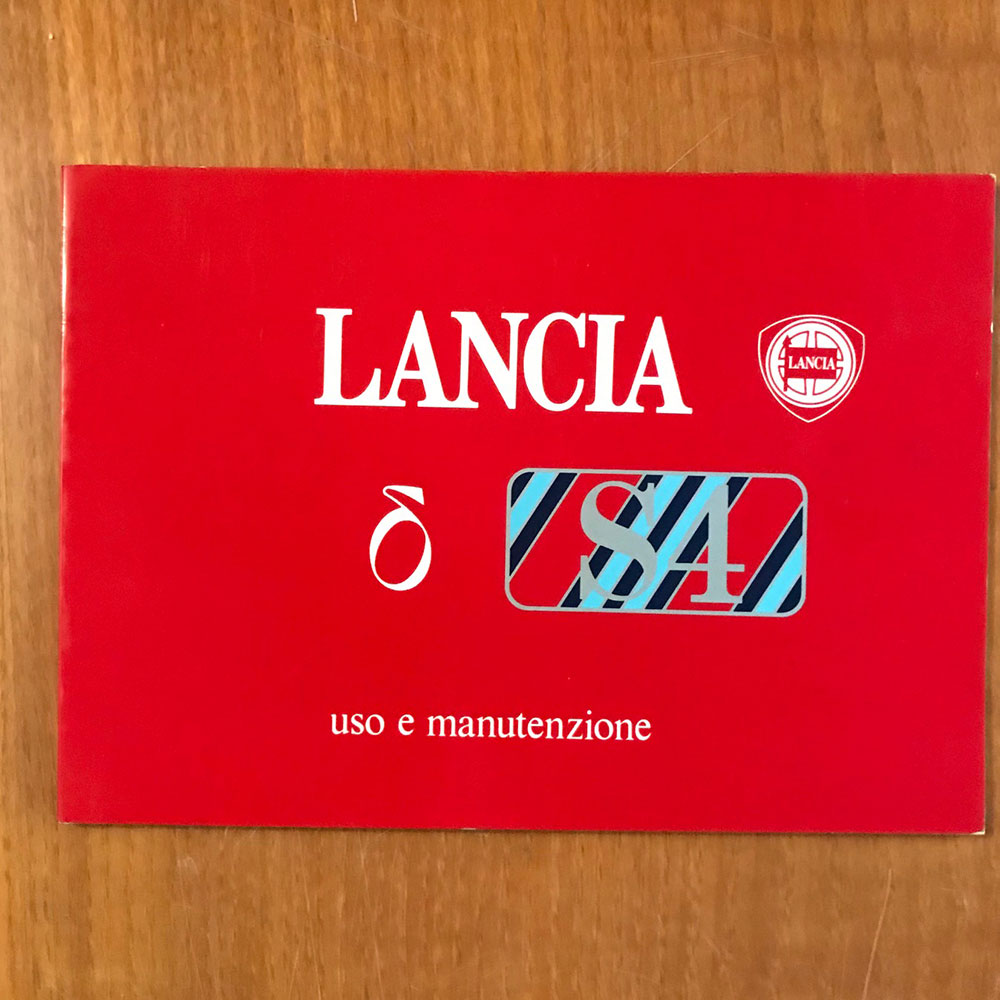 LANCIA
LANCIA
δ S4
uso e manutenzione